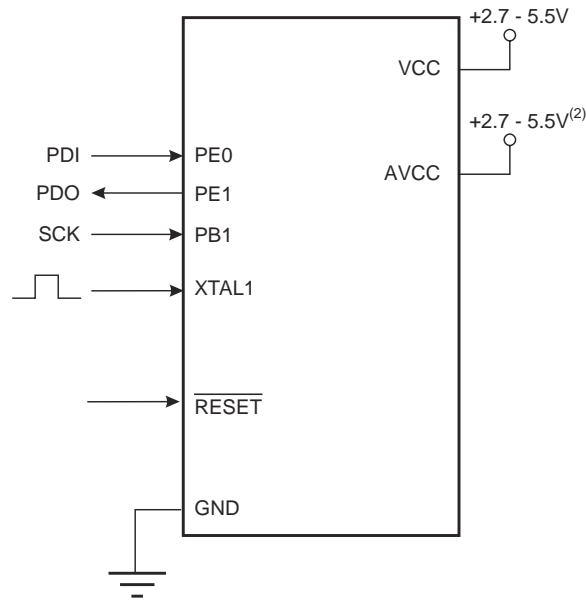 +2.7 - 5.5V
VCC
+2.7 - 5.5V(2)
PDI
PE0
AVCC
PDO
PE1
SCK
PB1
XTAL1
RESET
GND